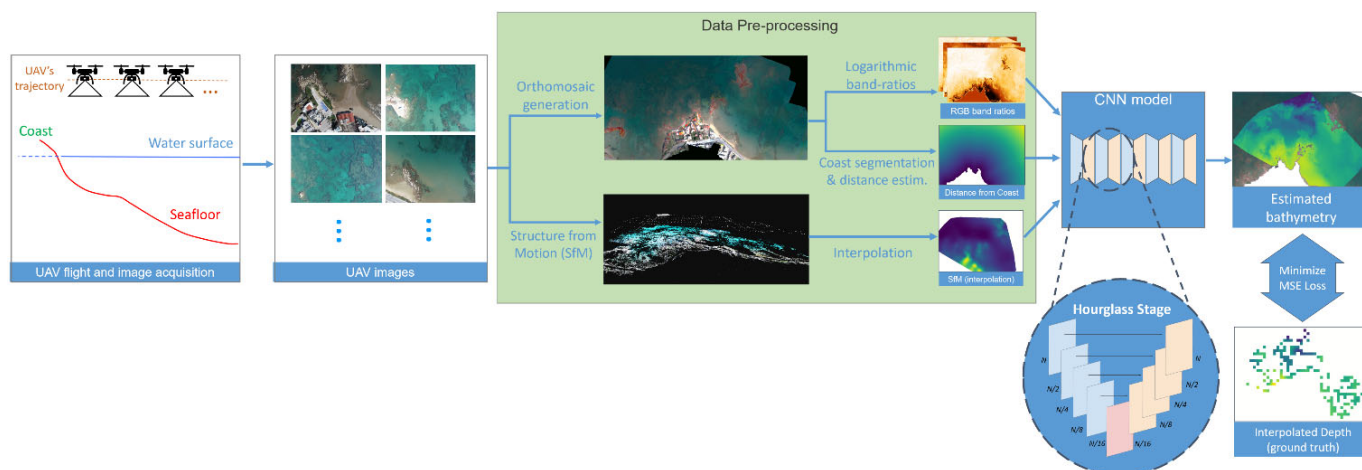 Data Pre-processing
UAV's
trajectory
...
Coast
Water surface
Seafloor
UAV flight and image acquisition
UAV images
Orthomosaic
generation
Structure from
Motion (SfM)
Logarithmic
band-ratios
RGB band ratios
Coast segmentation
& distance estim.
Distance from Coast
Interpolation
SfM (interpolation)
CNN model
Estimated
bathymetry
Minimize
MSE Loss
Interpolated Depth
(ground truth)
Hourglass Stage
N
N/2
N/4
N/8
N/16
N/16
N/8
N/4
N/2
N